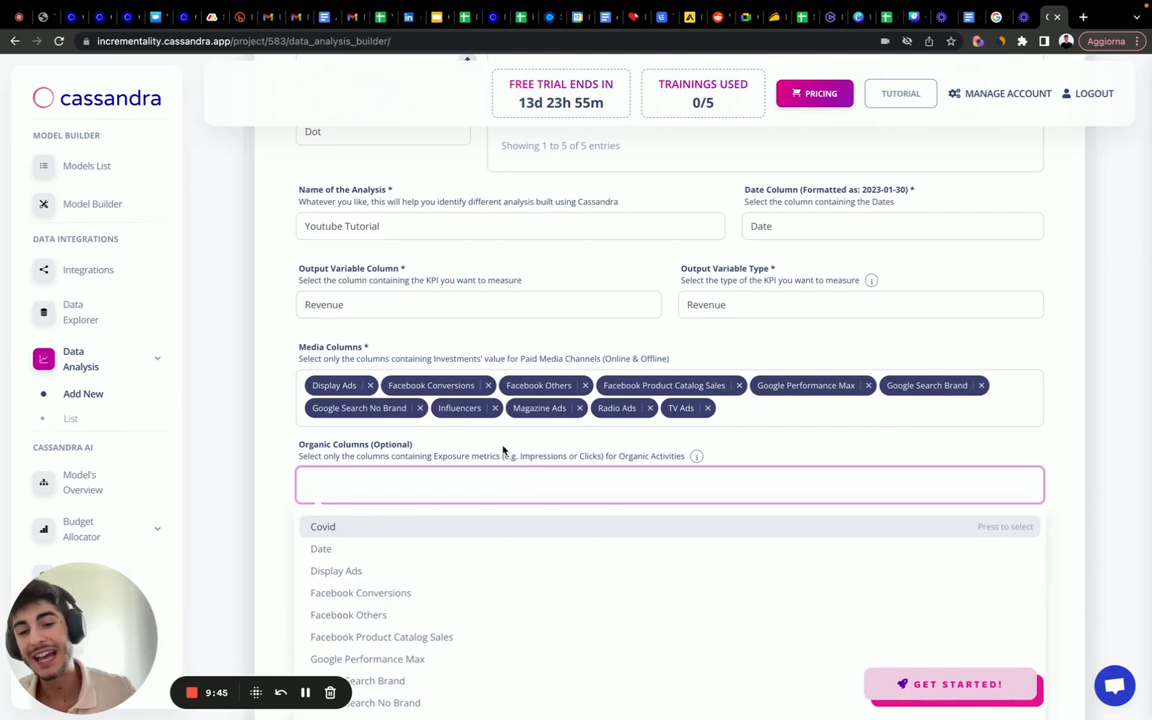 incrementality.cassandra.app/project/583/data_analysis_builder/
Aggiorna
cassandra
FREE TRIAL ENDS IN
13d 23h 55m
TRAININGS USED
0/5
PRICING
TUTORIAL
MANAGE ACCOUNT
LOGOUT
MODEL BUILDER
Models List
Model Builder
DATA INTEGRATIONS
Integrations
Data
Explorer
Data
Analysis
Add New
List
CASSANDRA AI
Model's
Overview
Budget
Allocator
Dot
Showing 1 to 5 of 5 entries
Name of the Analysis *
Whatever you like, this will help you identify different analysis built using Cassandra
Youtube Tutorial
Date Column (Formatted as: 2023-01-30) *
Select the column containing the Dates
Date
Output Variable Column *
Select the column containing the KPI you want to measure
Revenue
Output Variable Type *
Select the type of the KPI you want to measure
Revenue
Media Columns *
Select only the columns containing Investments' value for Paid Media Channels (Online & Offline)
Display Ads × Facebook Conversions × Facebook Others × Facebook Product Catalog Sales × Google Performance Max × Google Search Brand ×
Google Search No Brand × Influencers × Magazine Ads × Radio Ads × TV Ads ×
Organic Columns (Optional)
Select only the columns containing Exposure metrics (e.g. Impressions or Clicks) for Organic Activities
Covid Press to select
Date
Display Ads
Facebook Conversions
Facebook Others
Facebook Product Catalog Sales
Google Performance Max
Search Brand
Search No Brand
GET STARTED!
9:45